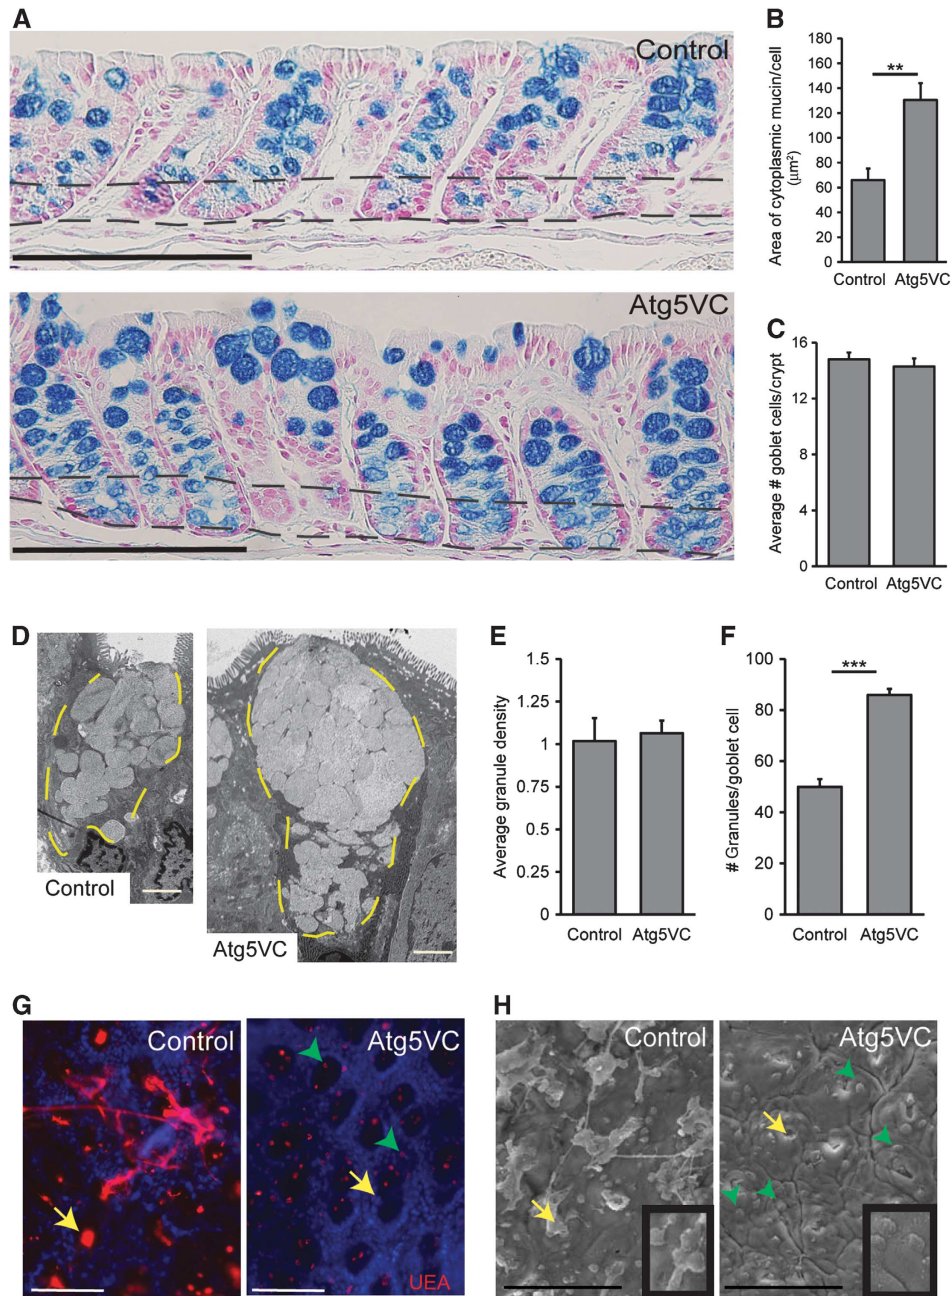 A
Control
Atg5VC
B
Area of cytoplasmic mucin/cell
(µm²)
180
160
140
120
100
80
60
40
20
0
**
Control
Atg5VC
C
Average # goblet cells/crypt
16
12
8
4
0
Control
Atg5VC
D
Control
Atg5VC
E
Average granule density
1.5
1.25
1
0.75
0.5
0.25
0
Control
Atg5VC
F
# Granules/goblet cell
100
80
60
40
20
0
***
Control
Atg5VC
G
Control
Atg5VC
UEA
H
Control
Atg5VC